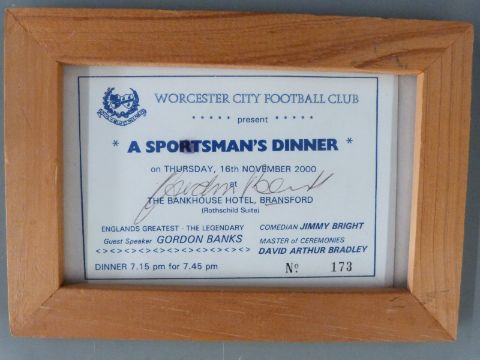 WORCESTER CITY FOOTBALL CLUB
* * * * * present * * * * *
* A SPORTSMAN'S DINNER *
on THURSDAY, 16th NOVEMBER 2000
at
Gordon Banks
THE BANKHOUSE HOTEL, BRANSFORD
(Rothschild Suite)
ENGLANDS GREATEST - THE LEGENDARY
Guest Speaker GORDON BANKS
COMEDIAN JIMMY BRIGHT
MASTER of CEREMONIES
DAVID ARTHUR BRADLEY
DINNER 7.15 pm for 7.45 pm
No. 173